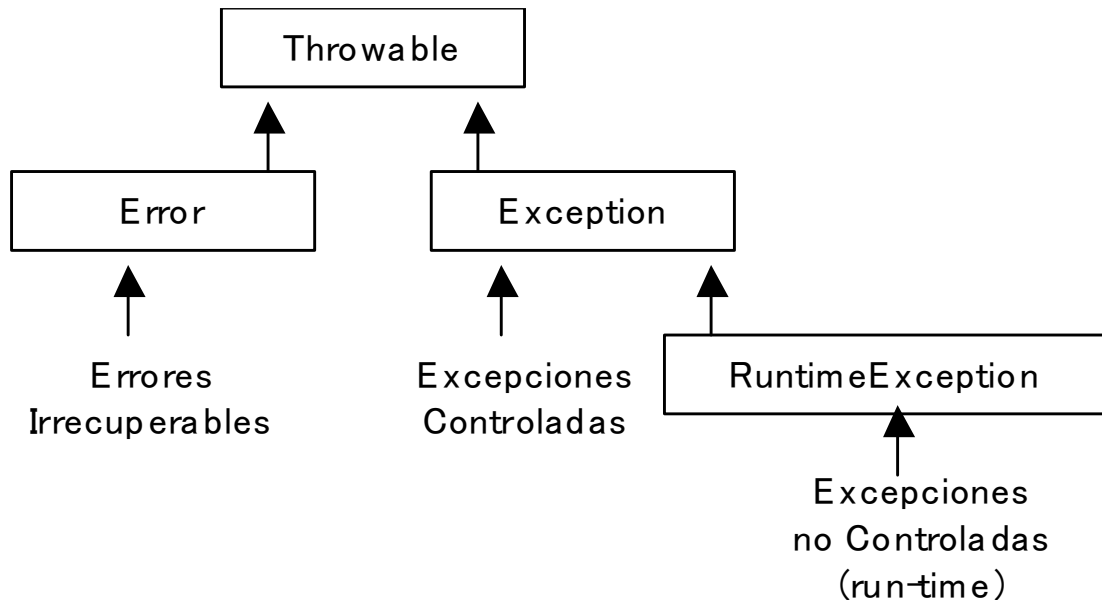 Throwable
Error
Exception
Errores
Irrecuperables
Excepciones
Controladas
RuntimeException
Excepciones
no Controladas
(run-time)